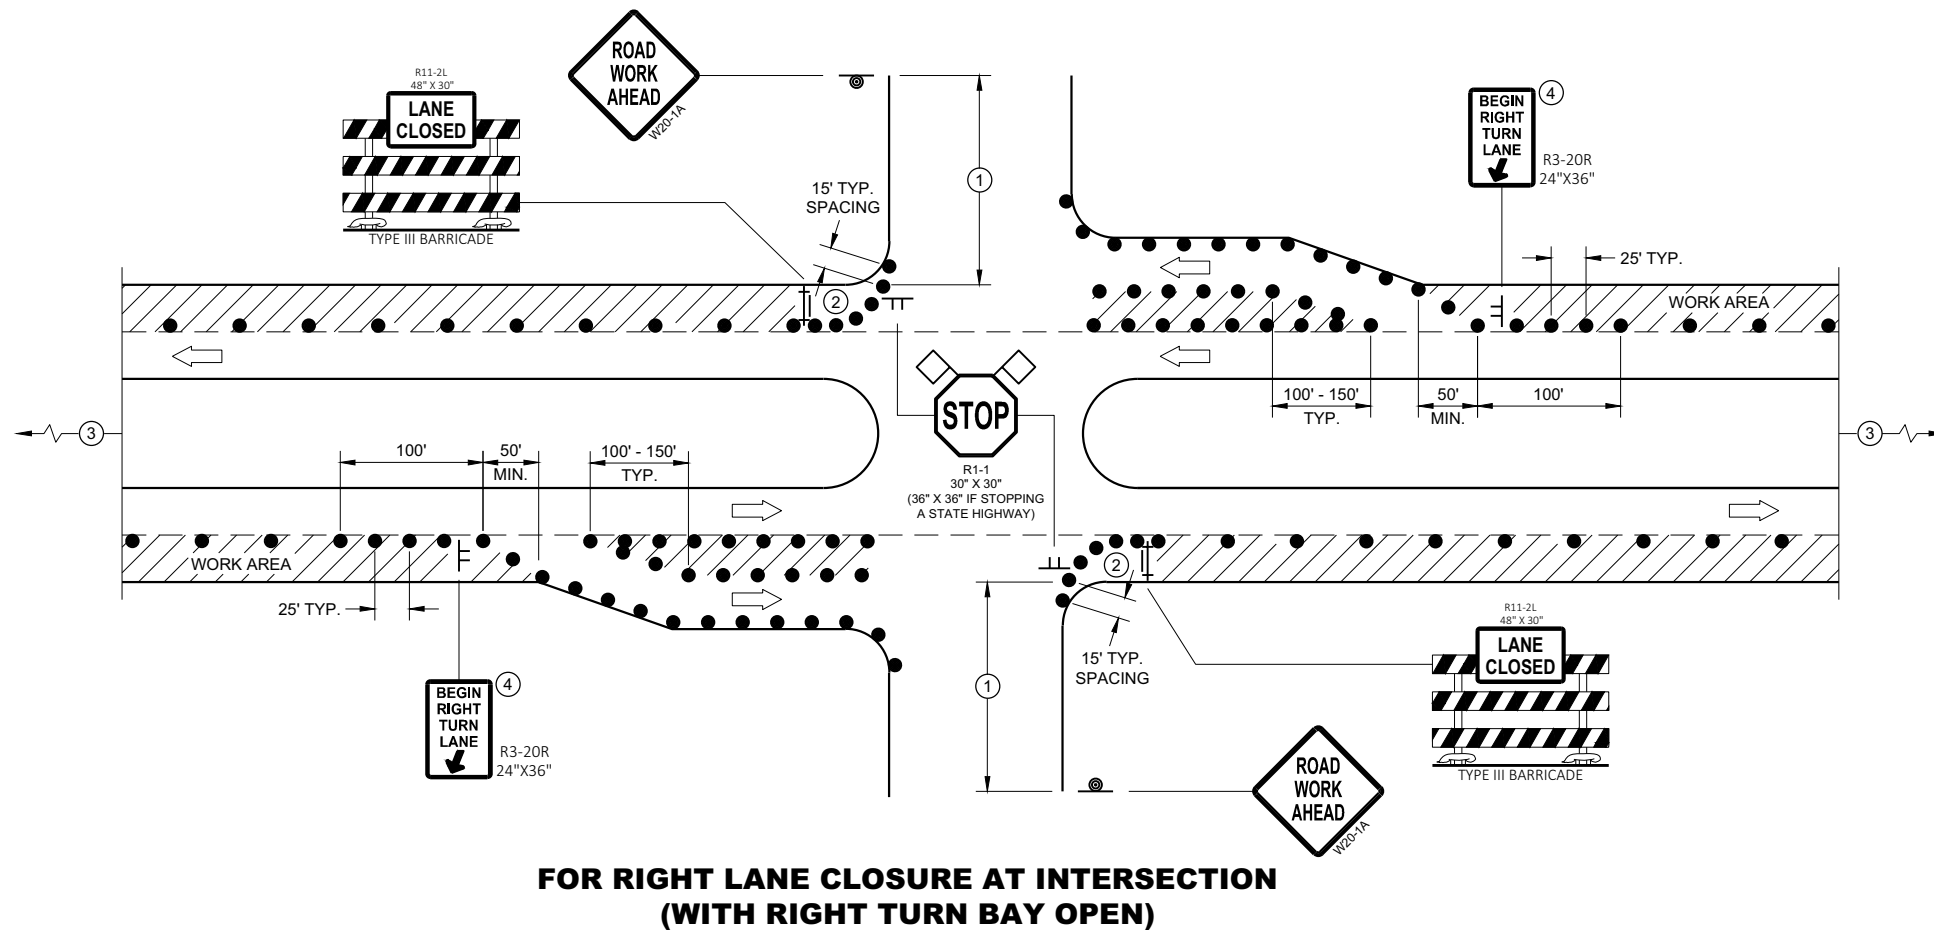 ROAD
WORK
AHEAD
W20-1A
R11-2L
48" X 30"
LANE
CLOSED
TYPE III BARRICADE
15' TYP.
SPACING
1
2
BEGIN
RIGHT
TURN
LANE
4
R3-20R
24"X36"
25' TYP.
WORK AREA
100' - 150'
TYP.
50'
MIN.
100'
3
STOP
R1-1
30" X 30"
(36" X 36" IF STOPPING
A STATE HIGHWAY)
3
100'
50'
MIN.
100' - 150'
TYP.
WORK AREA
25' TYP.
BEGIN
RIGHT
TURN
LANE
4
R3-20R
24"X36"
2
15' TYP.
SPACING
1
R11-2L
48" X 30"
LANE
CLOSED
TYPE III BARRICADE
ROAD
WORK
AHEAD
W20-1A
FOR RIGHT LANE CLOSURE AT INTERSECTION
(WITH RIGHT TURN BAY OPEN)